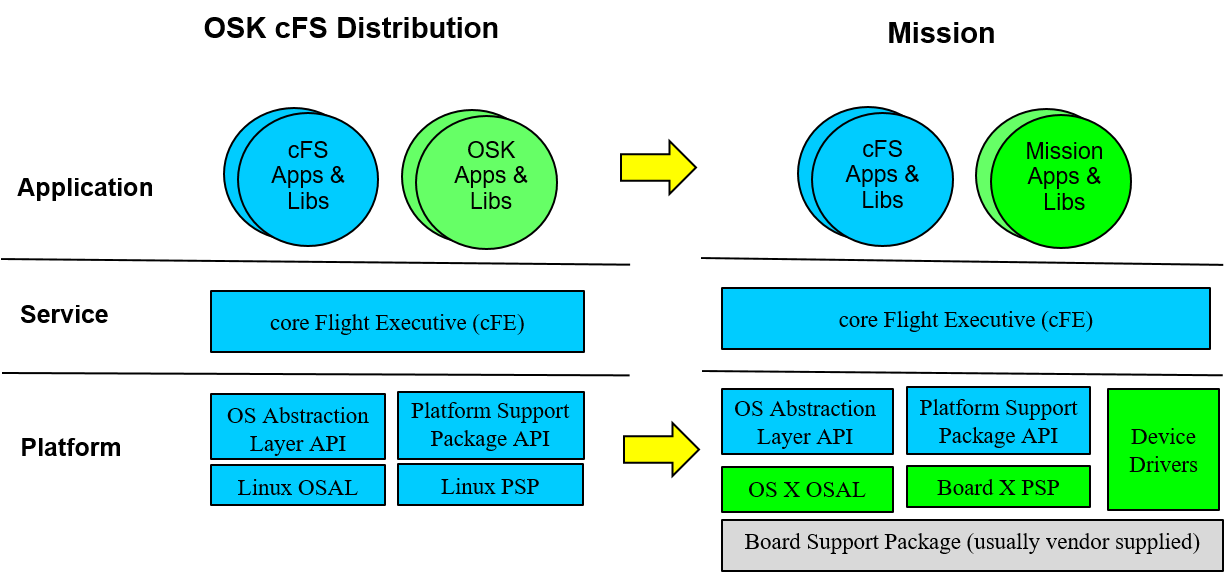 OSK cFS Distribution
Mission
Application
cFS
Apps &
Libs
OSK
Apps &
Libs
cFS
Apps &
Libs
Mission
Apps &
Libs
Service
core Flight Executive (cFE)
core Flight Executive (cFE)
Platform
OS Abstraction
Layer API
Platform Support
Package API
Linux OSAL
Linux PSP
OS Abstraction
Layer API
Platform Support
Package API
Device
Drivers
OS X OSAL
Board X PSP
Board Support Package (usually vendor supplied)